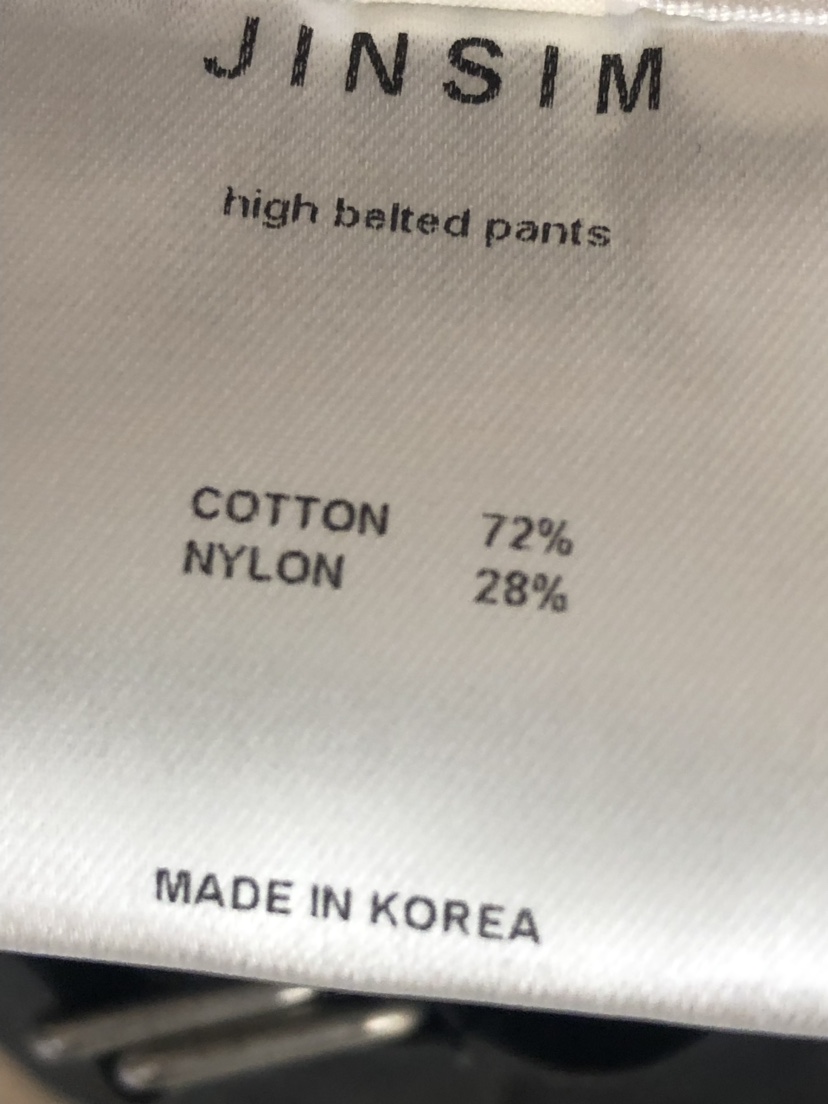 JINSIM
high belted pants
COTTON 72%
NYLON 28%
MADE IN KOREA